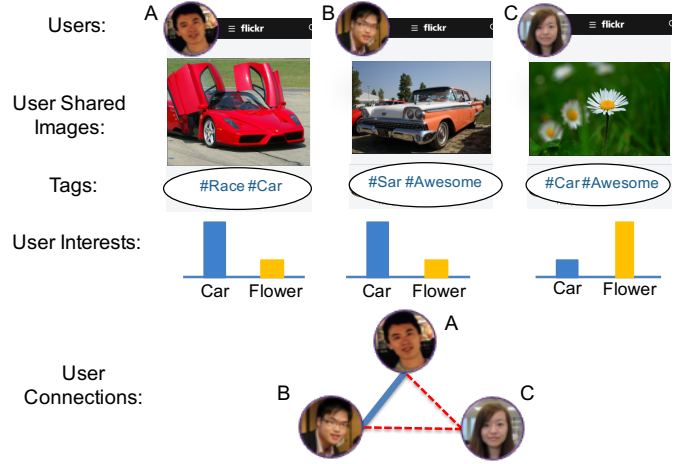 Users:
A
☰ flickr
B
☰ flickr
C
☰ flickr
User Shared
Images:
Tags:
#Race #Car
#Sar #Awesome
#Car #Awesome
User Interests:
Car Flower
Car Flower
Car Flower
User
Connections:
A
B
C